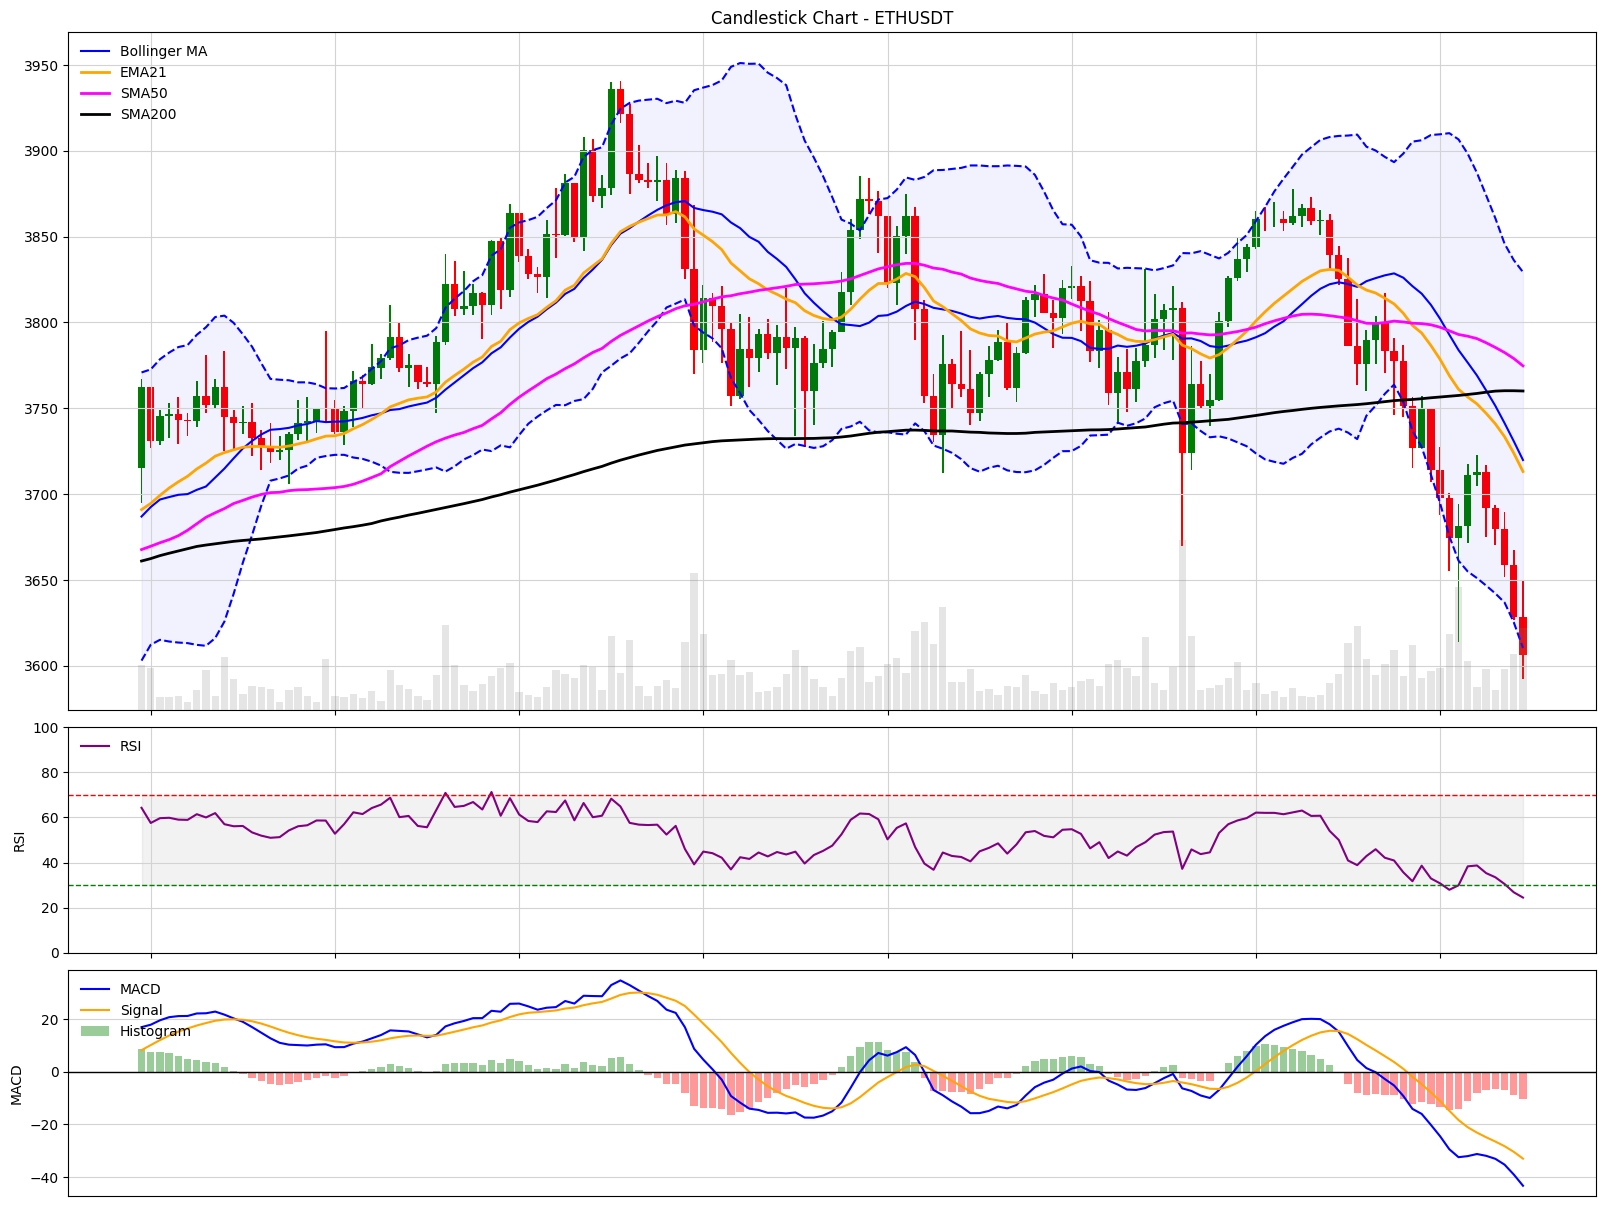 Candlestick Chart - ETHUSDT
Bollinger MA
EMA21
SMA50
SMA200
3950
3900
3850
3800
3750
3700
3650
3600
RSI
100
80
60
40
20
0
RSI
MACD
Signal
Histogram
20
0
−20
−40
MACD